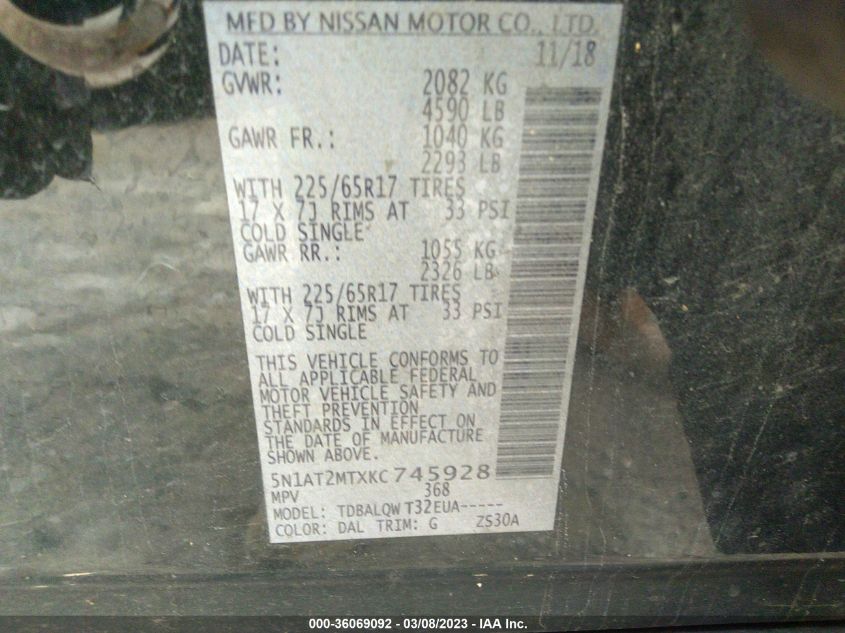 MFD BY NISSAN MOTOR CO., LTD.
DATE: 11/18
GVWR: 2082 KG
4590 LB
GAWR FR.: 1040 KG
2293 LB
WITH 225/65R17 TIRES
17 X 7J RIMS AT 33 PSI
COLD SINGLE
GAWR RR.: 1055 KG
2326 LB
WITH 225/65R17 TIRES
17 X 7J RIMS AT 33 PSI
COLD SINGLE
THIS VEHICLE CONFORMS TO
ALL APPLICABLE FEDERAL
MOTOR VEHICLE SAFETY AND
THEFT PREVENTION
STANDARDS IN EFFECT ON
THE DATE OF MANUFACTURE
SHOWN ABOVE.
5N1AT2MTXKC745928
MPV 368
MODEL: TDBALQWT32EUA-----
COLOR: DAL TRIM: G ZS30A
000-36069092 - 03/08/2023 - IAA Inc.